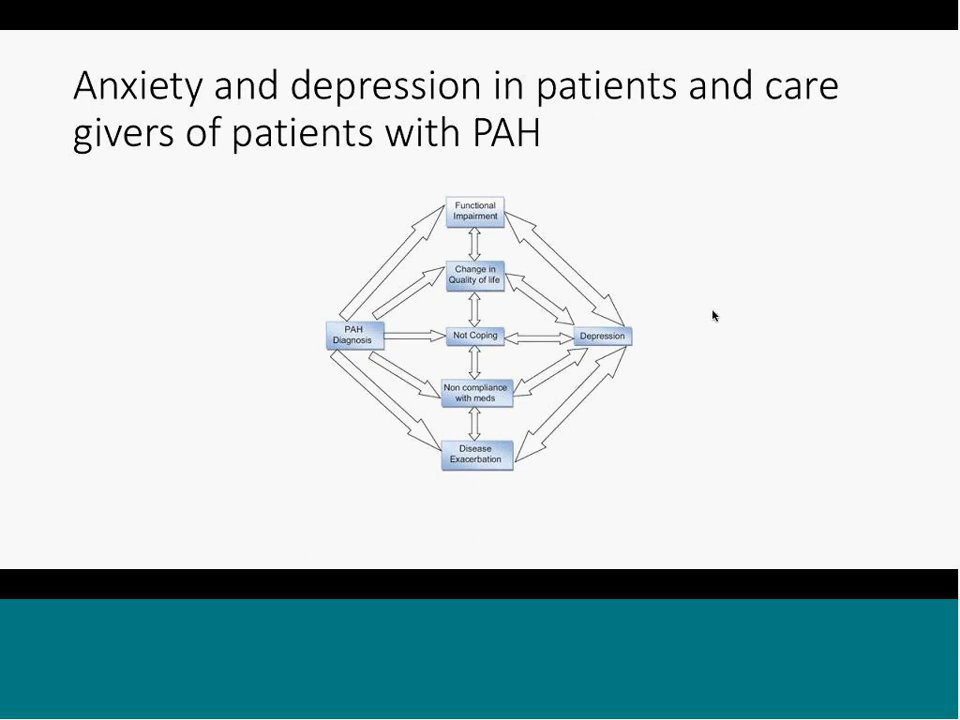 Anxiety and depression in patients and care
givers of patients with PAH
Functional
Impairment
Change in
Quality of life
PAH
Diagnosis
Not Coping
Depression
Non compliance
with meds
Disease
Exacerbation